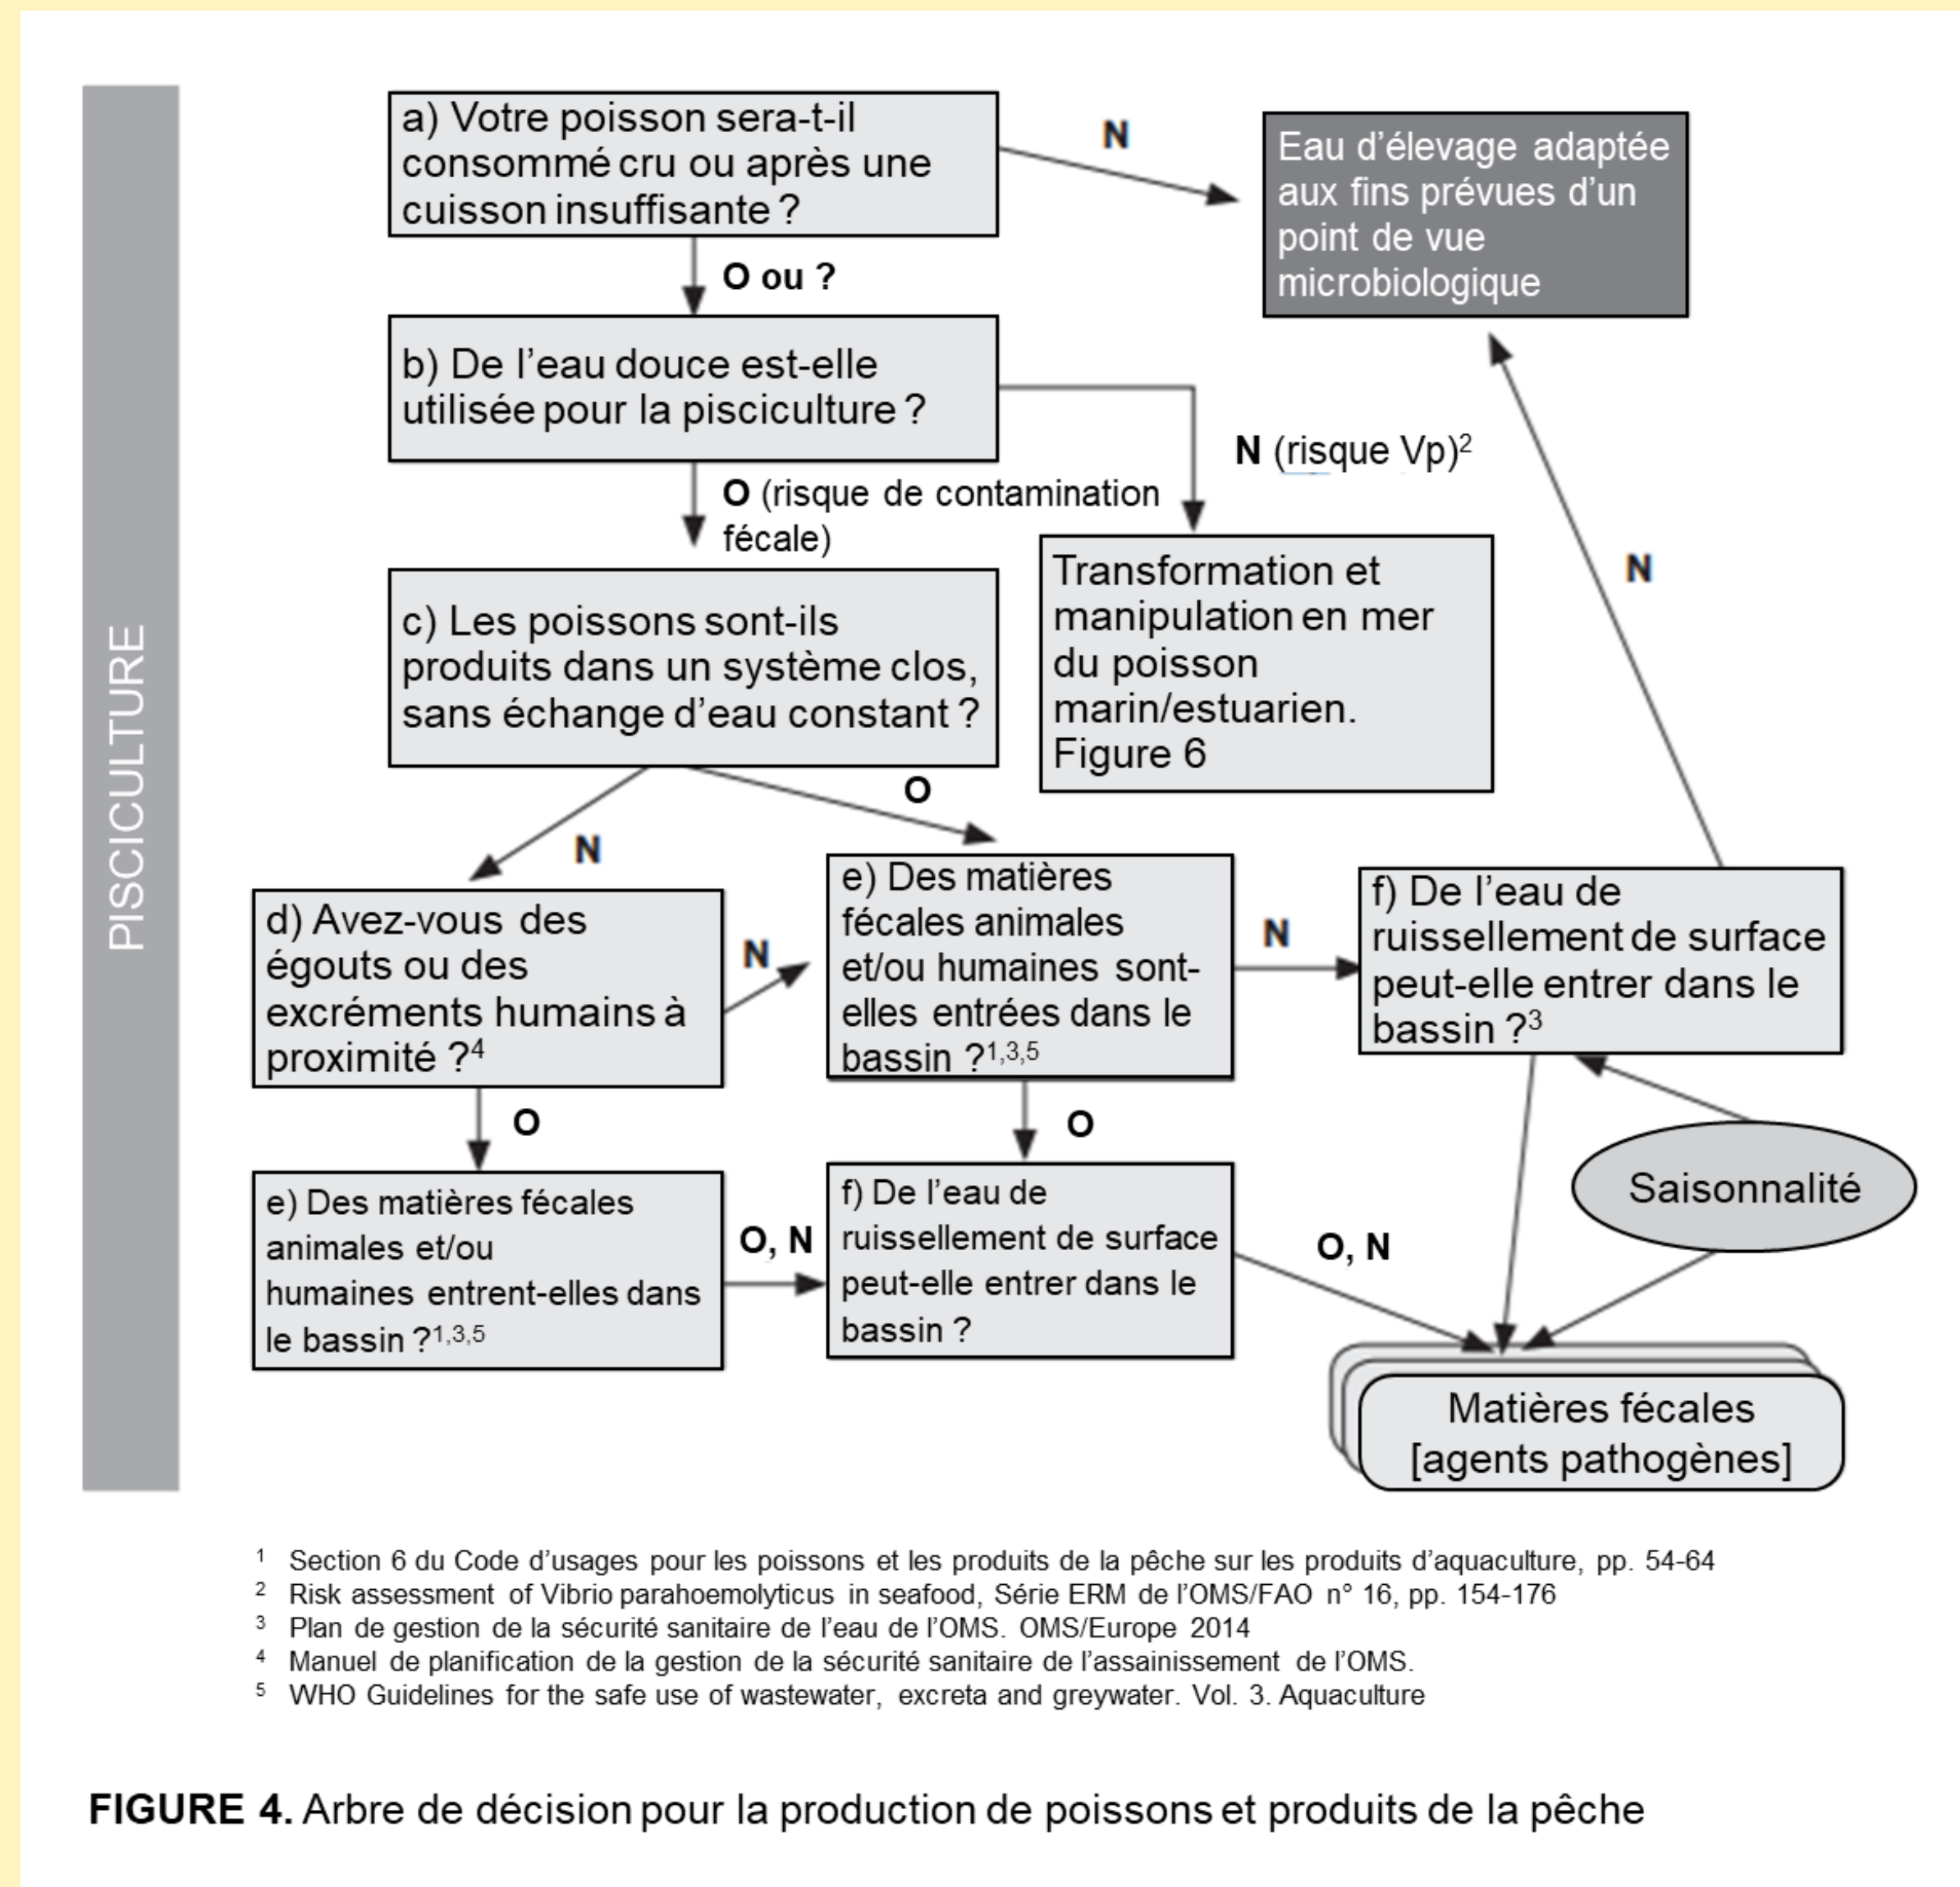 PISCICULTURE
a) Votre poisson sera-t-il
consommé cru ou après une
cuisson insuffisante ?
N
Eau d’élevage adaptée
aux fins prévues d’un
point de vue
microbiologique
O ou ?
b) De l’eau douce est-elle
utilisée pour la pisciculture ?
N (risque Vp)2
O (risque de contamination
fécale)
Transformation et
manipulation en mer
du poisson
marin/estuarien.
Figure 6
N
c) Les poissons sont-ils
produits dans un système clos,
sans échange d’eau constant ?
O
N
d) Avez-vous des
égouts ou des
excréments humains à
proximité ?4
N
e) Des matières
fécales animales
et/ou humaines sont-
elles entrées dans le
bassin ?1,3,5
N
f) De l’eau de
ruissellement de surface
peut-elle entrer dans le
bassin ?3
O
O
Saisonnalité
e) Des matières fécales
animales et/ou
humaines entrent-elles dans
le bassin ?1,3,5
O, N
f) De l’eau de
ruissellement de surface
peut-elle entrer dans le
bassin ?
O, N
Matières fécales
[agents pathogènes]
1 Section 6 du Code d’usages pour les poissons et les produits de la pêche sur les produits d’aquaculture, pp. 54-64
2 Risk assessment of Vibrio parahoemolyticus in seafood, Série ERM de l’OMS/FAO n° 16, pp. 154-176
3 Plan de gestion de la sécurité sanitaire de l’eau de l’OMS. OMS/Europe 2014
4 Manuel de planification de la gestion de la sécurité sanitaire de l’assainissement de l’OMS.
5 WHO Guidelines for the safe use of wastewater, excreta and greywater. Vol. 3. Aquaculture
FIGURE 4. Arbre de décision pour la production de poissons et produits de la pêche